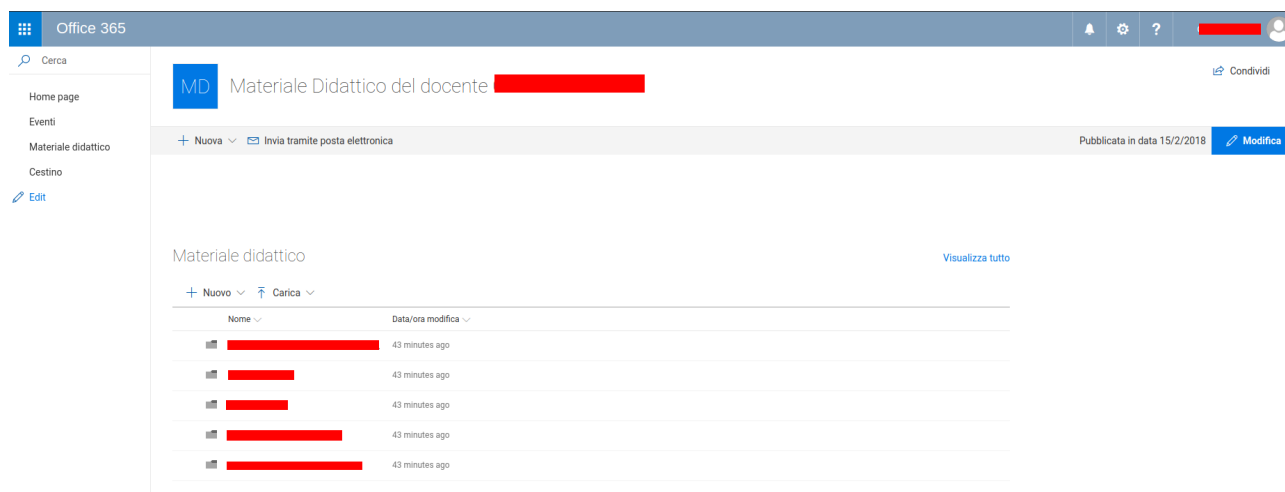 Office 365
?
Cerca
Home page
Eventi
Materiale didattico
Cestino
Edit
MD Materiale Didattico del docente
Condividi
Nuova Invia tramite posta elettronica
Pubblicata in data 15/2/2018 Modifica
Materiale didattico
Visualizza tutto
Nuovo Carica
Nome Data/ora modifica
43 minutes ago
43 minutes ago
43 minutes ago
43 minutes ago
43 minutes ago